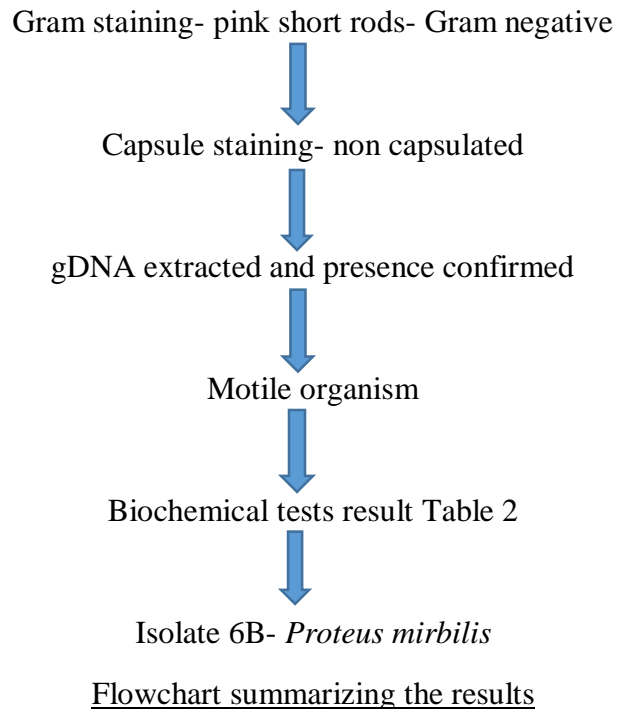 Gram staining- pink short rods- Gram negative
Capsule staining- non capsulated
gDNA extracted and presence confirmed
Motile organism
Biochemical tests result Table 2
Isolate 6B- Proteus mirbilis
Flowchart summarizing the results